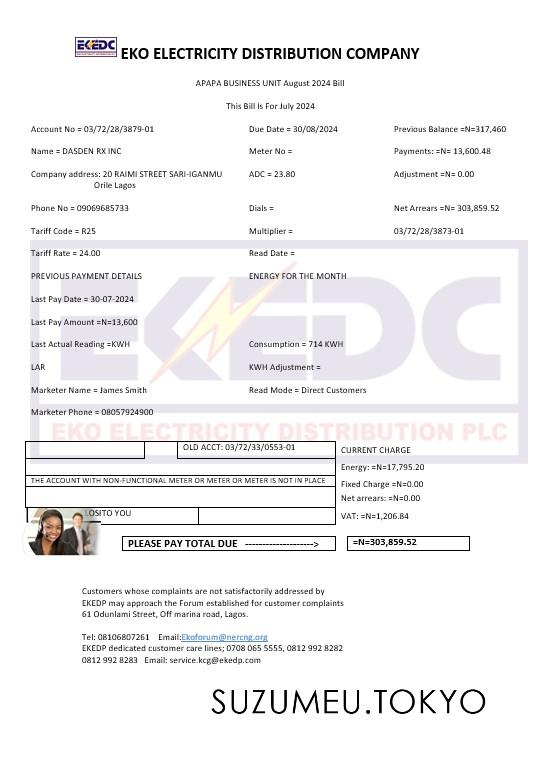 EKEDC EKO ELECTRICITY DISTRIBUTION COMPANY
APAPA BUSINESS UNIT August 2024 Bill
This Bill Is For July 2024
Account No = 03/72/28/3879-01 Due Date = 30/08/2024 Previous Balance =N=317,460
Name = DASDEN RX INC Meter No = Payments: =N= 13,600.48
Company address: 20 RAIMI STREET SARI-IGANMU ADC = 23.80 Adjustment =N= 0.00
Orile Lagos
Phone No = 09069685733 Dials = Net Arrears =N= 303,859.52
Tariff Code = R25 Multiplier = 03/72/28/3873-01
Tariff Rate = 24.00 Read Date =
PREVIOUS PAYMENT DETAILS ENERGY FOR THE MONTH
Last Pay Date = 30-07-2024
Last Pay Amount =N=13,600
Last Actual Reading =KWH Consumption = 714 KWH
LAR KWH Adjustment =
Marketer Name = James Smith Read Mode = Direct Customers
Marketer Phone = 08057924900
EKEDC
EKO ELECTRICITY DISTRIBUTION PLC
OLD ACCT: 03/72/33/0553-01 CURRENT CHARGE
Energy: =N=17,795.20
THE ACCOUNT WITH NON-FUNCTIONAL METER OR METER OR METER IS NOT IN PLACE Fixed Charge =N=0.00
Net arrears: =N=0.00
LOSITO YOU VAT: =N=1,206.84
PLEASE PAY TOTAL DUE --------------------> =N=303,859.52
Customers whose complaints are not satisfactorily addressed by
EKEDP may approach the Forum established for customer complaints
61 Odunlami Street, Off marina road, Lagos.
Tel: 08106807261 Email:Ekoforum@nercng.org
EKEDP dedicated customer care lines; 0708 065 5555, 0812 992 8282
0812 992 8283 Email: service.kcg@ekedp.com
SUZUMEU.TOKYO